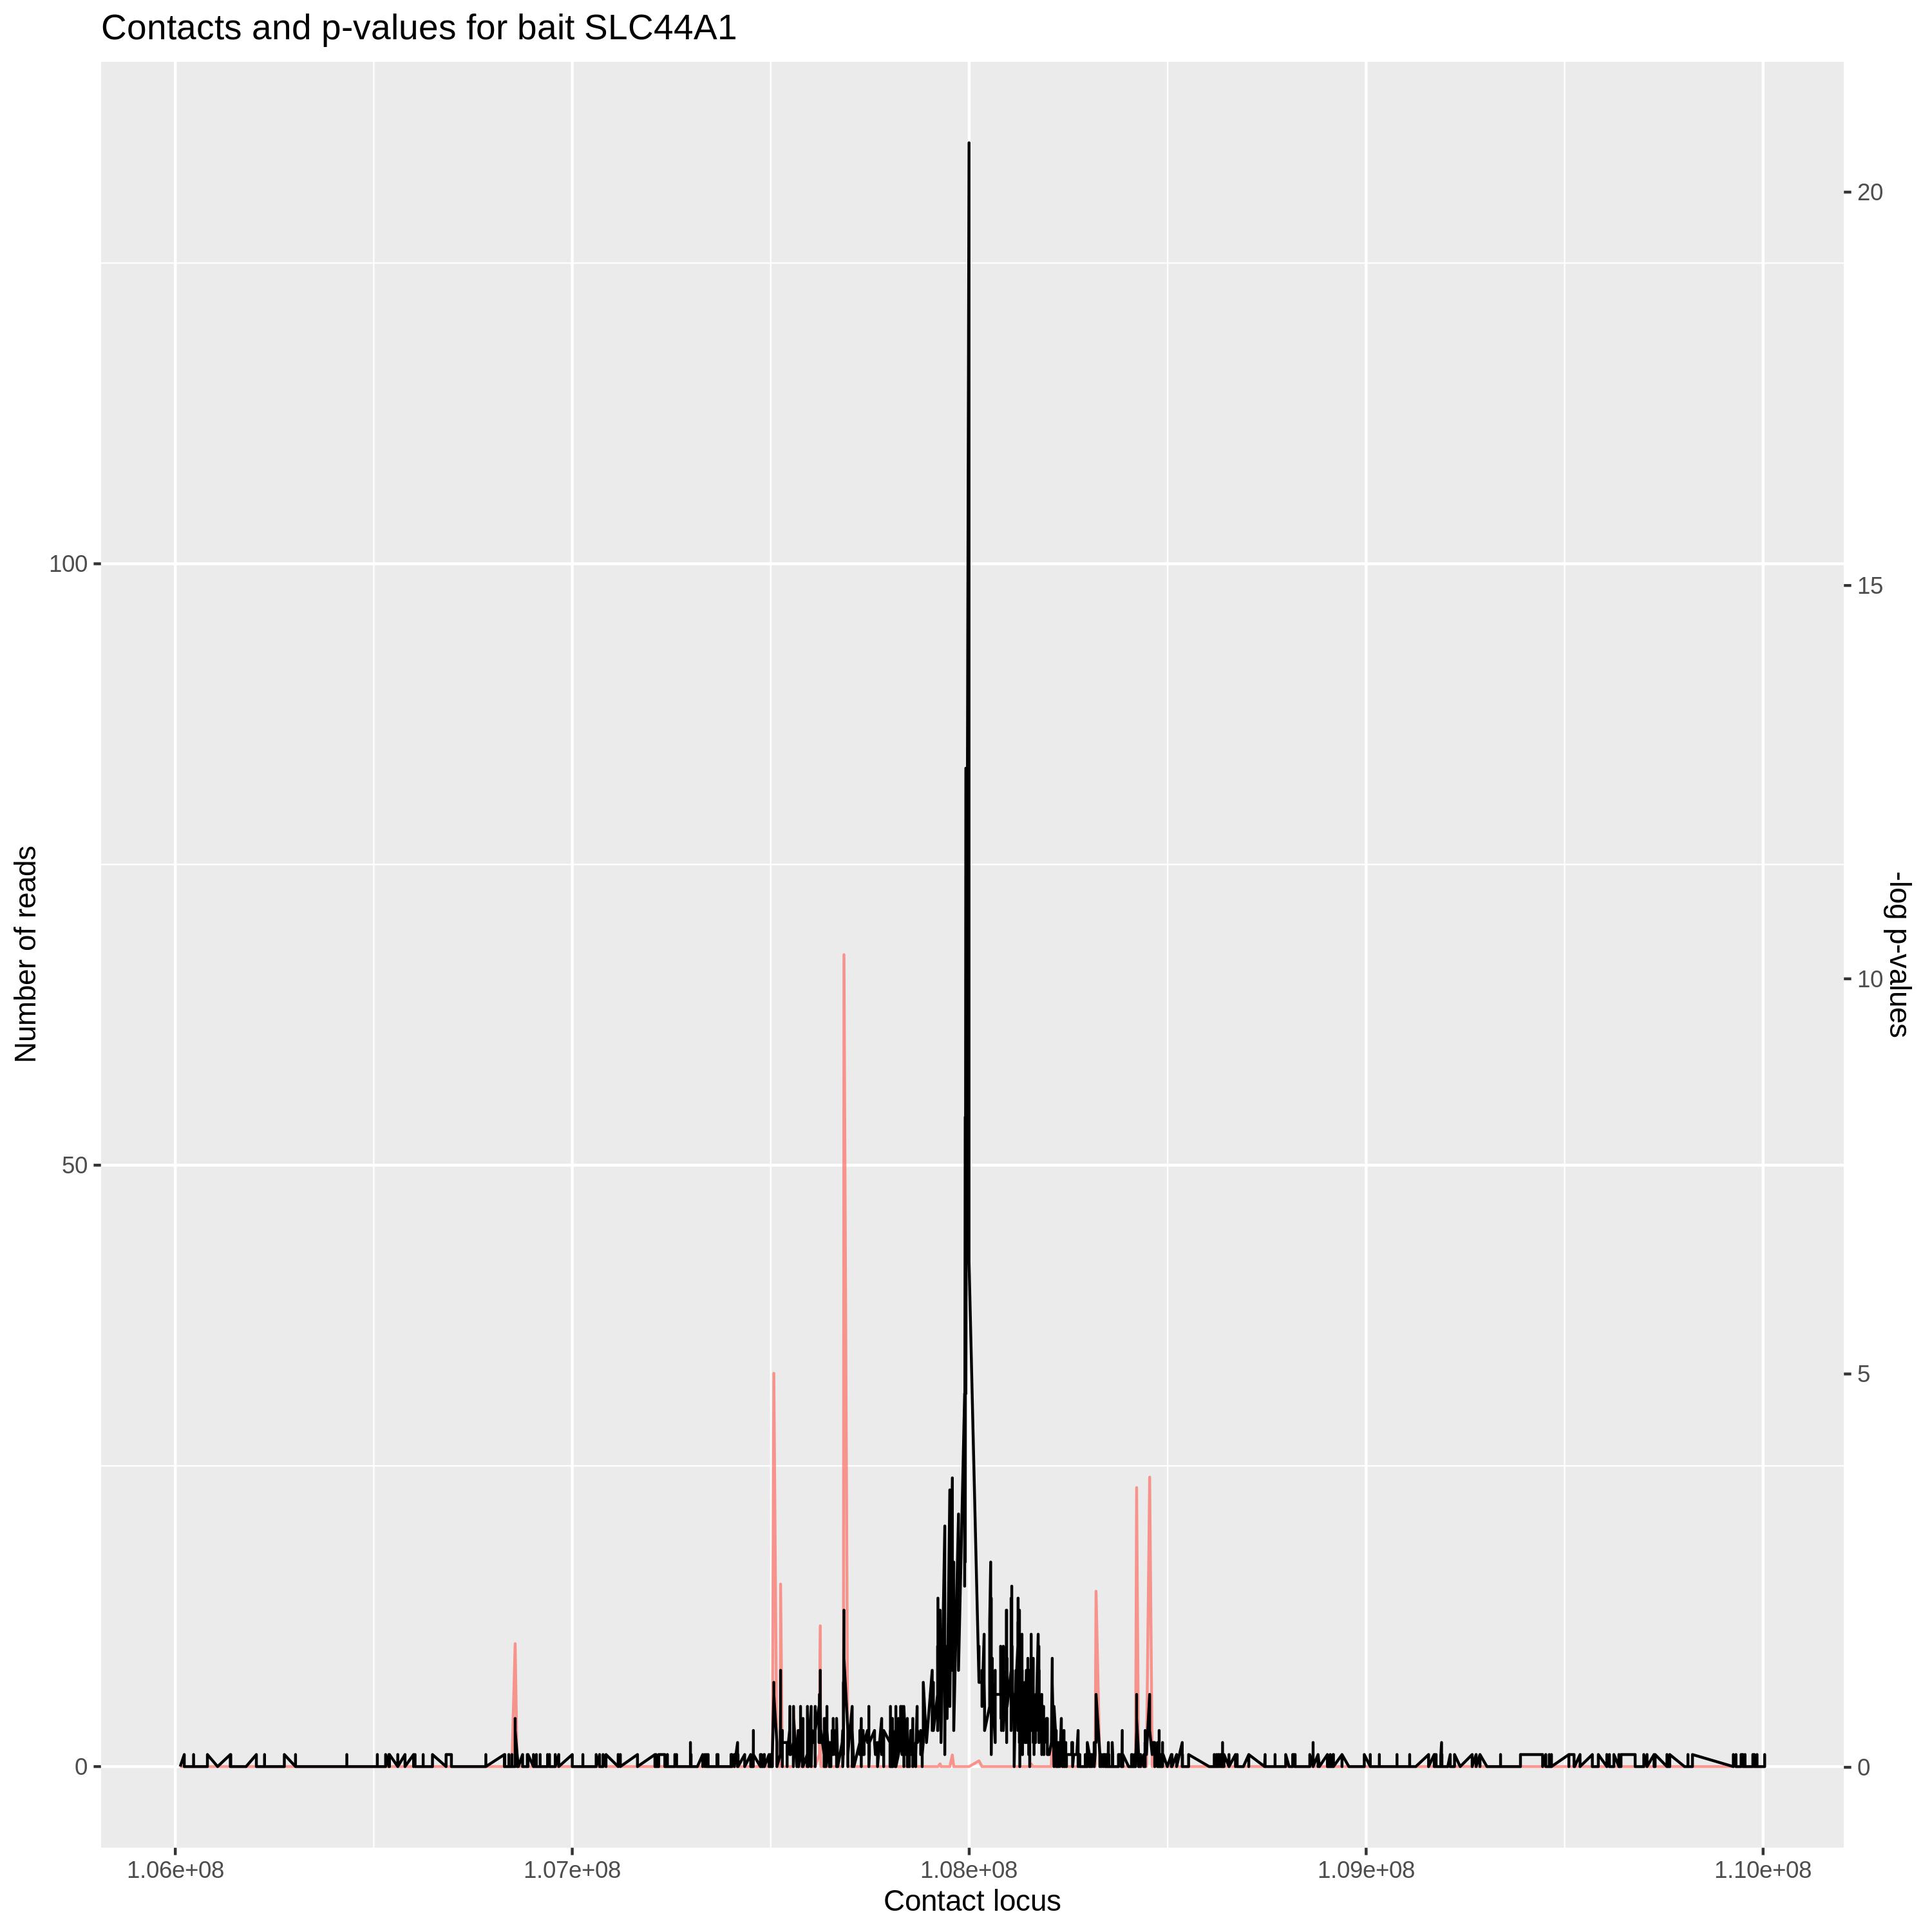 Contacts and p-values for bait SLC44A1
Number of reads
100
50
0
20
15
10
5
0
-log p-values
1.06e+08 1.07e+08 1.08e+08 1.09e+08 1.10e+08
Contact locus